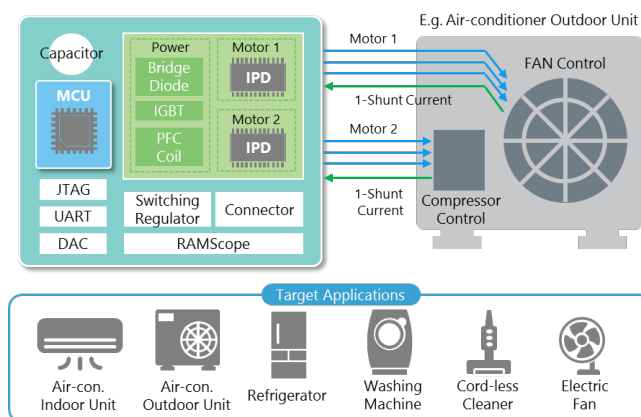 E.g. Air-conditioner Outdoor Unit
Capacitor
MCU
Power
Bridge
Diode
IGBT
PFC
Coil
Motor 1
IPD
Motor 2
IPD
JTAG
UART
DAC
Switching
Regulator
Connector
RAMScope
Motor 1
1-Shunt Current
Motor 2
1-Shunt
Current
FAN Control
Compressor
Control
Target Applications
Air-con.
Indoor Unit
Air-con.
Outdoor Unit
Refrigerator
Washing
Machine
Cord-less
Cleaner
Electric
Fan